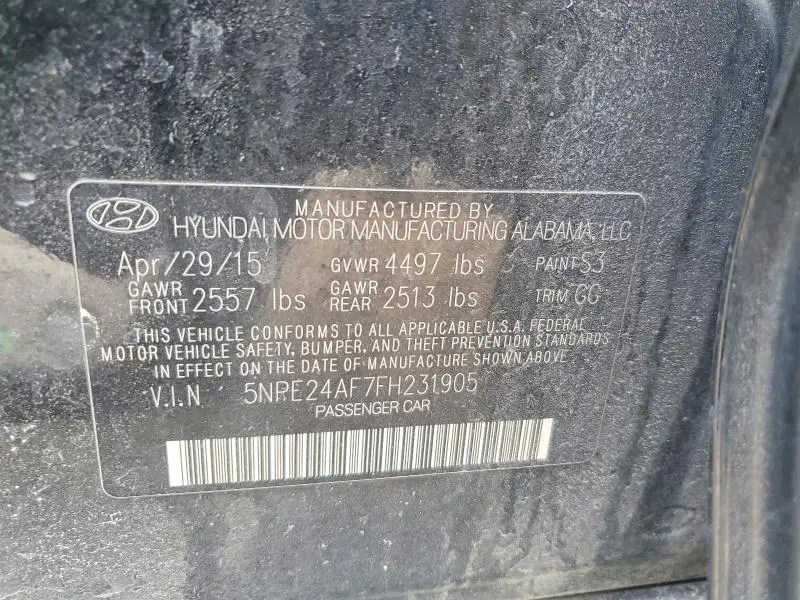 MANUFACTURED BY
HYUNDAI MOTOR MANUFACTURING ALABAMA, LLC
Apr/29/15 GVWR 4497 lbs PAINT S3
GAWR FRONT 2557 lbs GAWR REAR 2513 lbs TRIM GG
THIS VEHICLE CONFORMS TO ALL APPLICABLE U.S.A. FEDERAL
MOTOR VEHICLE SAFETY, BUMPER, AND THEFT PREVENTION STANDARDS
IN EFFECT ON THE DATE OF MANUFACTURE SHOWN ABOVE
V.I.N 5NPE24AF7FH231905
PASSENGER CAR